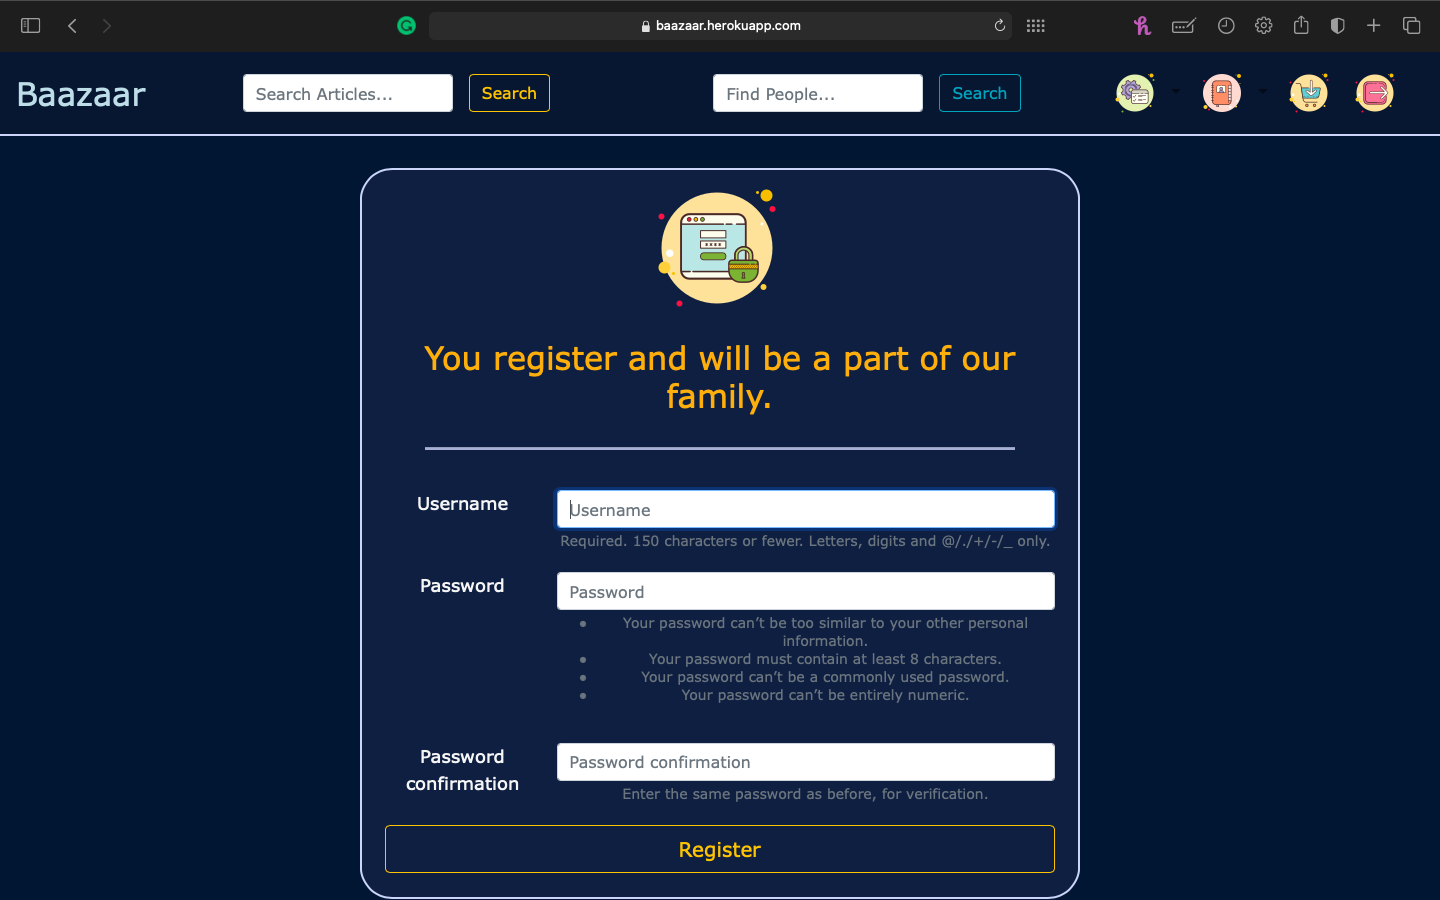 baazaar.herokuapp.com
Baazaar
Search Articles...
Search
Find People...
Search
You register and will be a part of our
family.
Username
Username
Required. 150 characters or fewer. Letters, digits and @/./+/-/_ only.
Password
Password
• Your password can’t be too similar to your other personal
information.
• Your password must contain at least 8 characters.
• Your password can’t be a commonly used password.
• Your password can’t be entirely numeric.
Password
confirmation
Password confirmation
Enter the same password as before, for verification.
Register